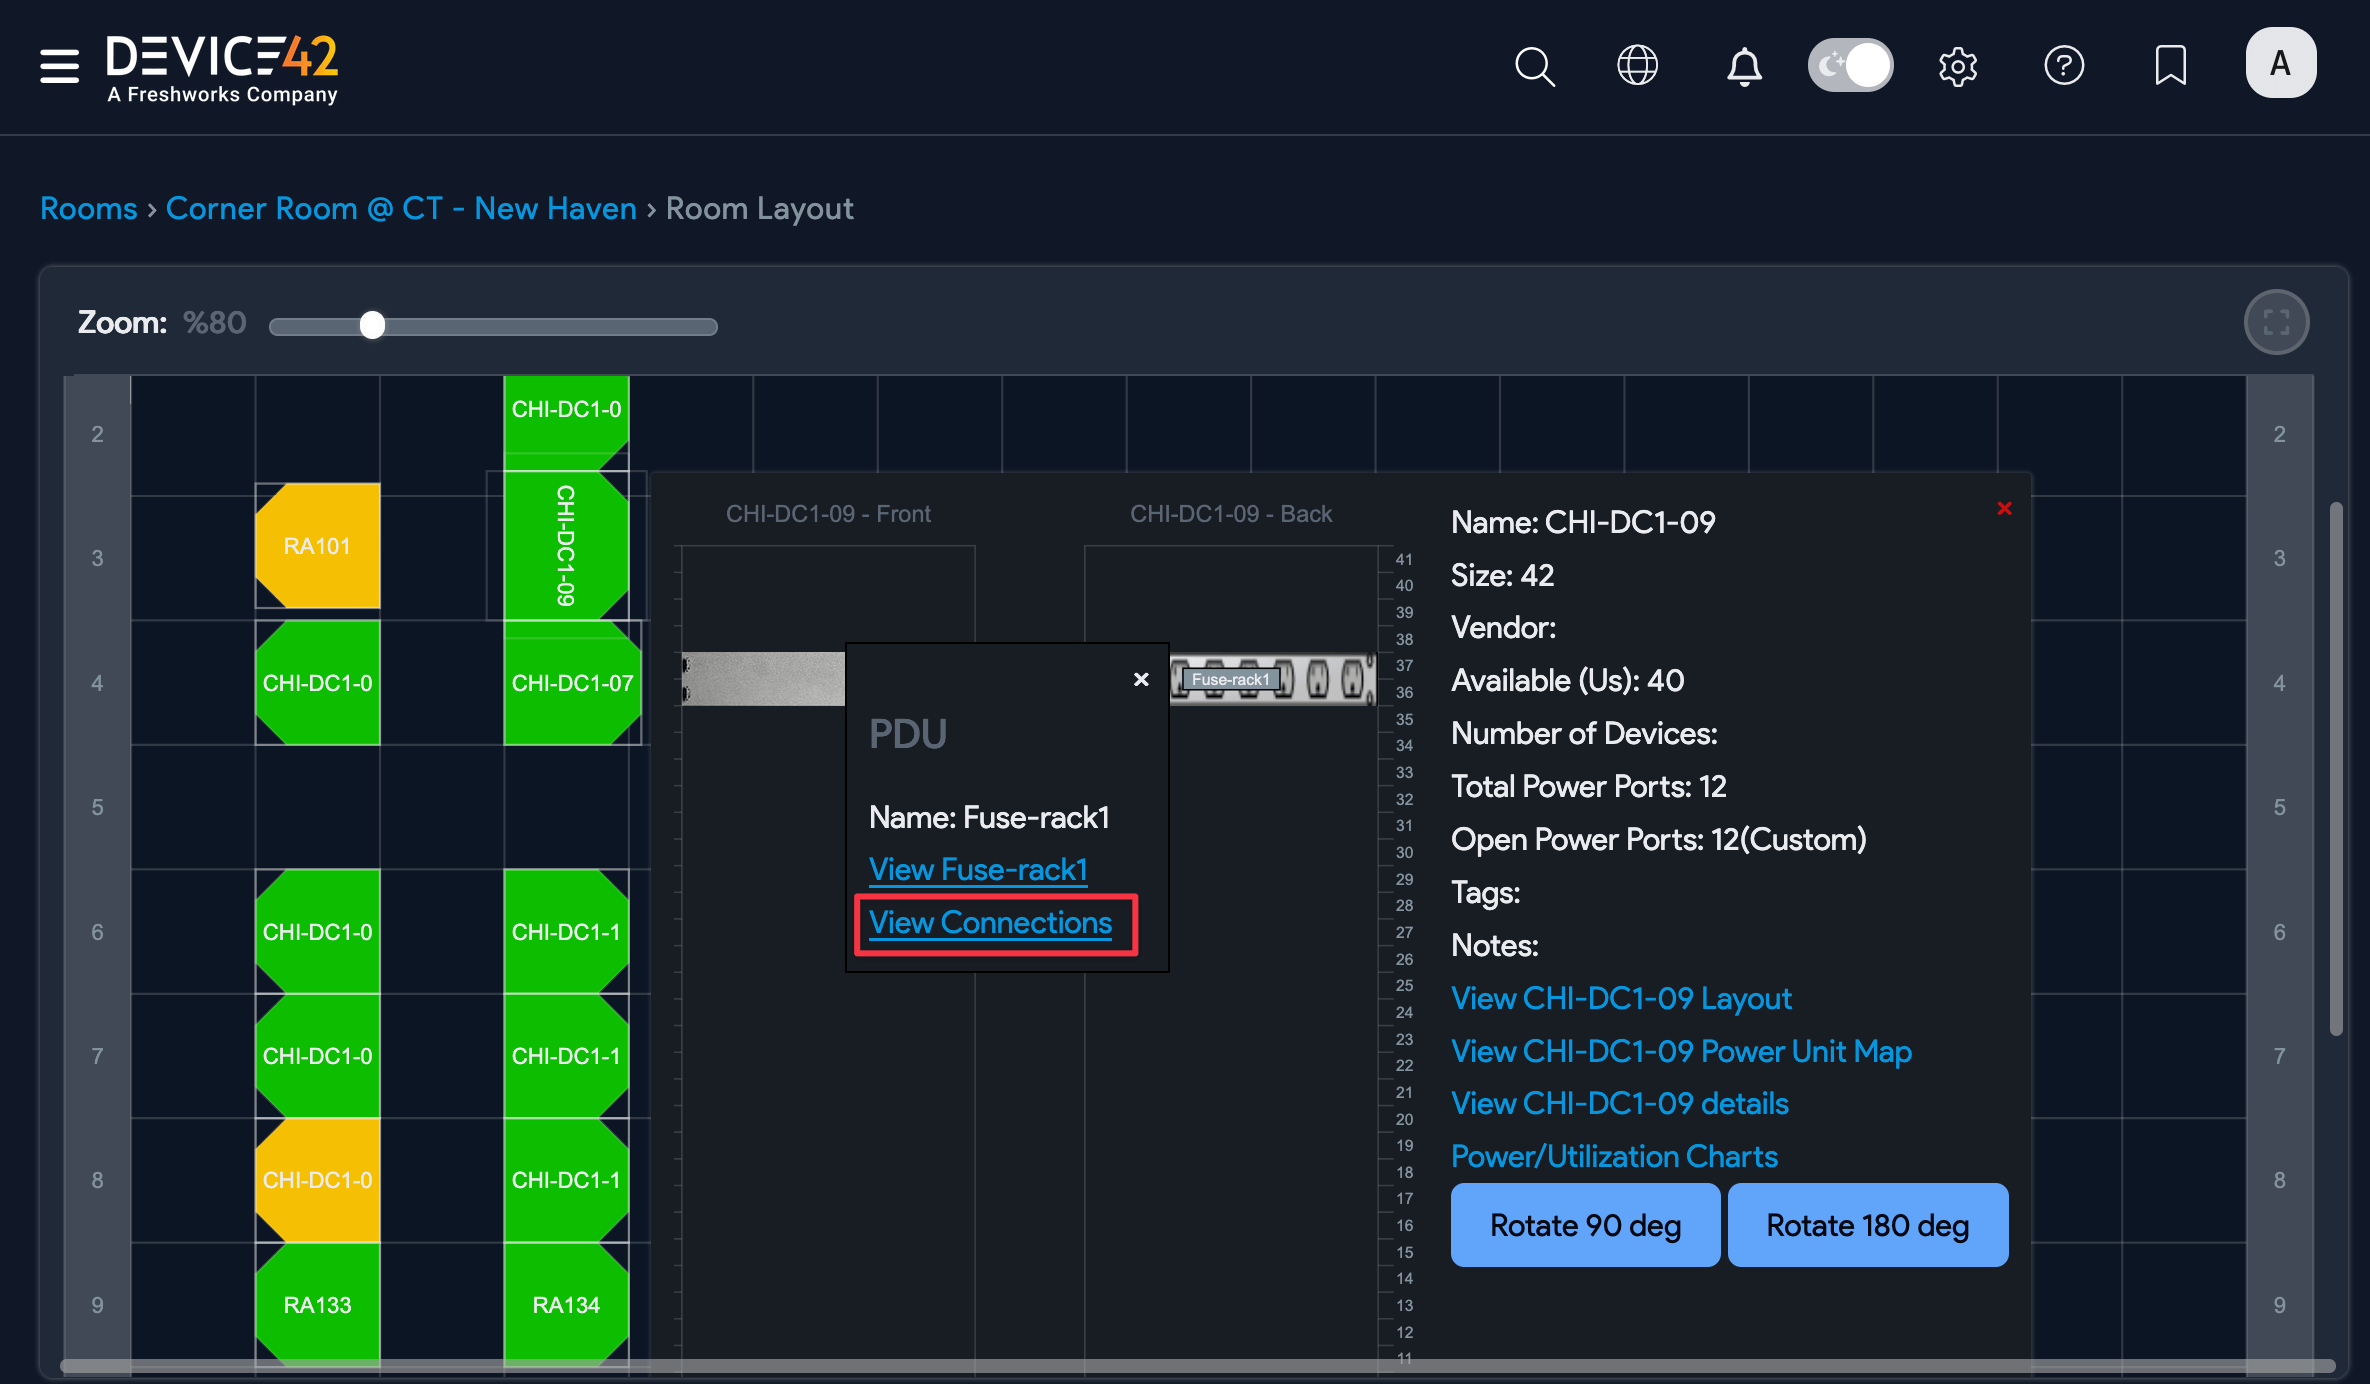 DEVICE42
A Freshworks Company
A
Rooms › Corner Room @ CT - New Haven › Room Layout
Zoom: %80
2
3
4
5
6
7
8
9
CHI-DC1-0
RA101
CHI-DC1-09
CHI-DC1-0
CHI-DC1-07
CHI-DC1-0
CHI-DC1-1
CHI-DC1-0
CHI-DC1-1
CHI-DC1-0
CHI-DC1-1
RA133
RA134
CHI-DC1-09 - Front
CHI-DC1-09 - Back
Fuse-rack1
×
PDU
Name: Fuse-rack1
View Fuse-rack1
View Connections
41
40
39
38
37
36
35
34
33
32
31
30
29
28
27
26
25
24
23
22
21
20
19
18
17
16
15
14
13
12
11
×
Name: CHI-DC1-09
Size: 42
Vendor:
Available (Us): 40
Number of Devices:
Total Power Ports: 12
Open Power Ports: 12(Custom)
Tags:
Notes:
View CHI-DC1-09 Layout
View CHI-DC1-09 Power Unit Map
View CHI-DC1-09 details
Power/Utilization Charts
Rotate 90 deg
Rotate 180 deg
2
3
4
5
6
7
8
9